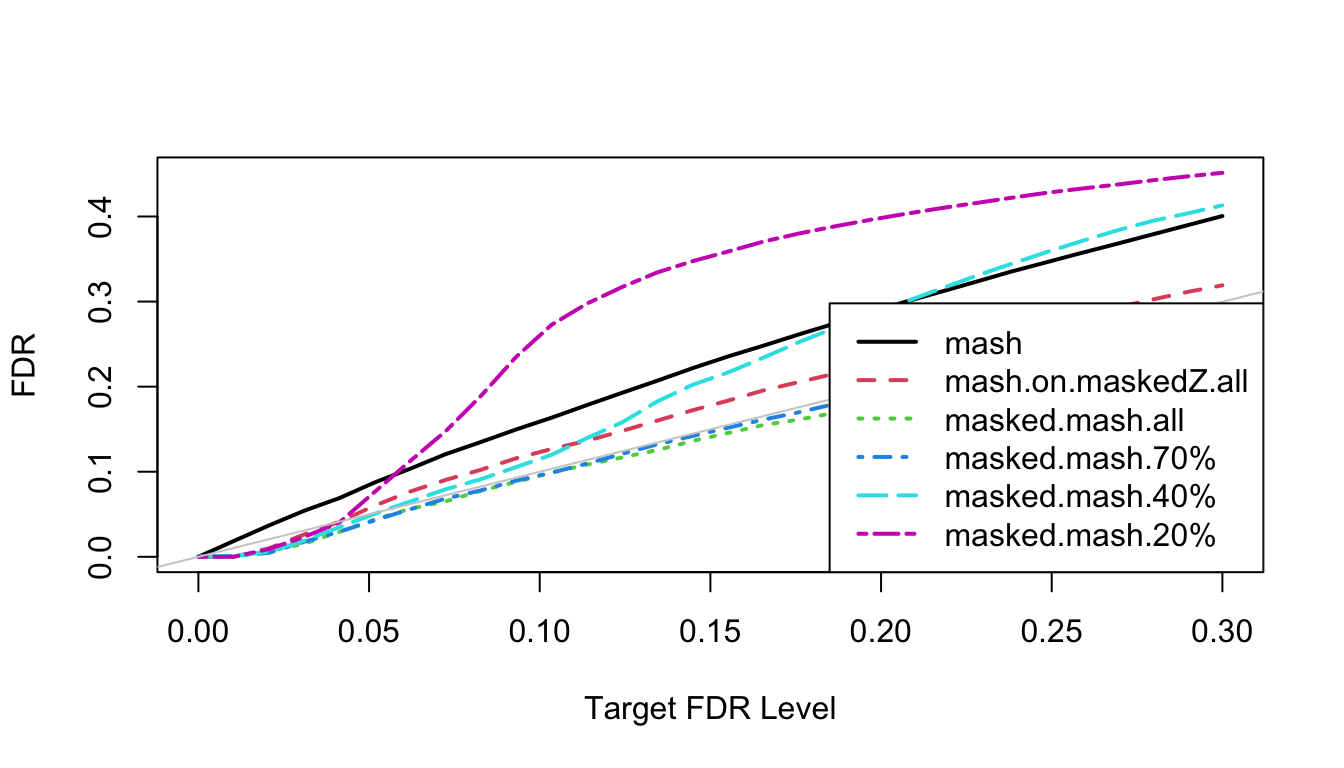 FDR
0.4
0.3
0.2
0.1
0.0
mash
mash.on.maskedZ.all
masked.mash.all
masked.mash.70%
masked.mash.40%
masked.mash.20%
0.00 0.05 0.10 0.15 0.20 0.25 0.30
Target FDR Level